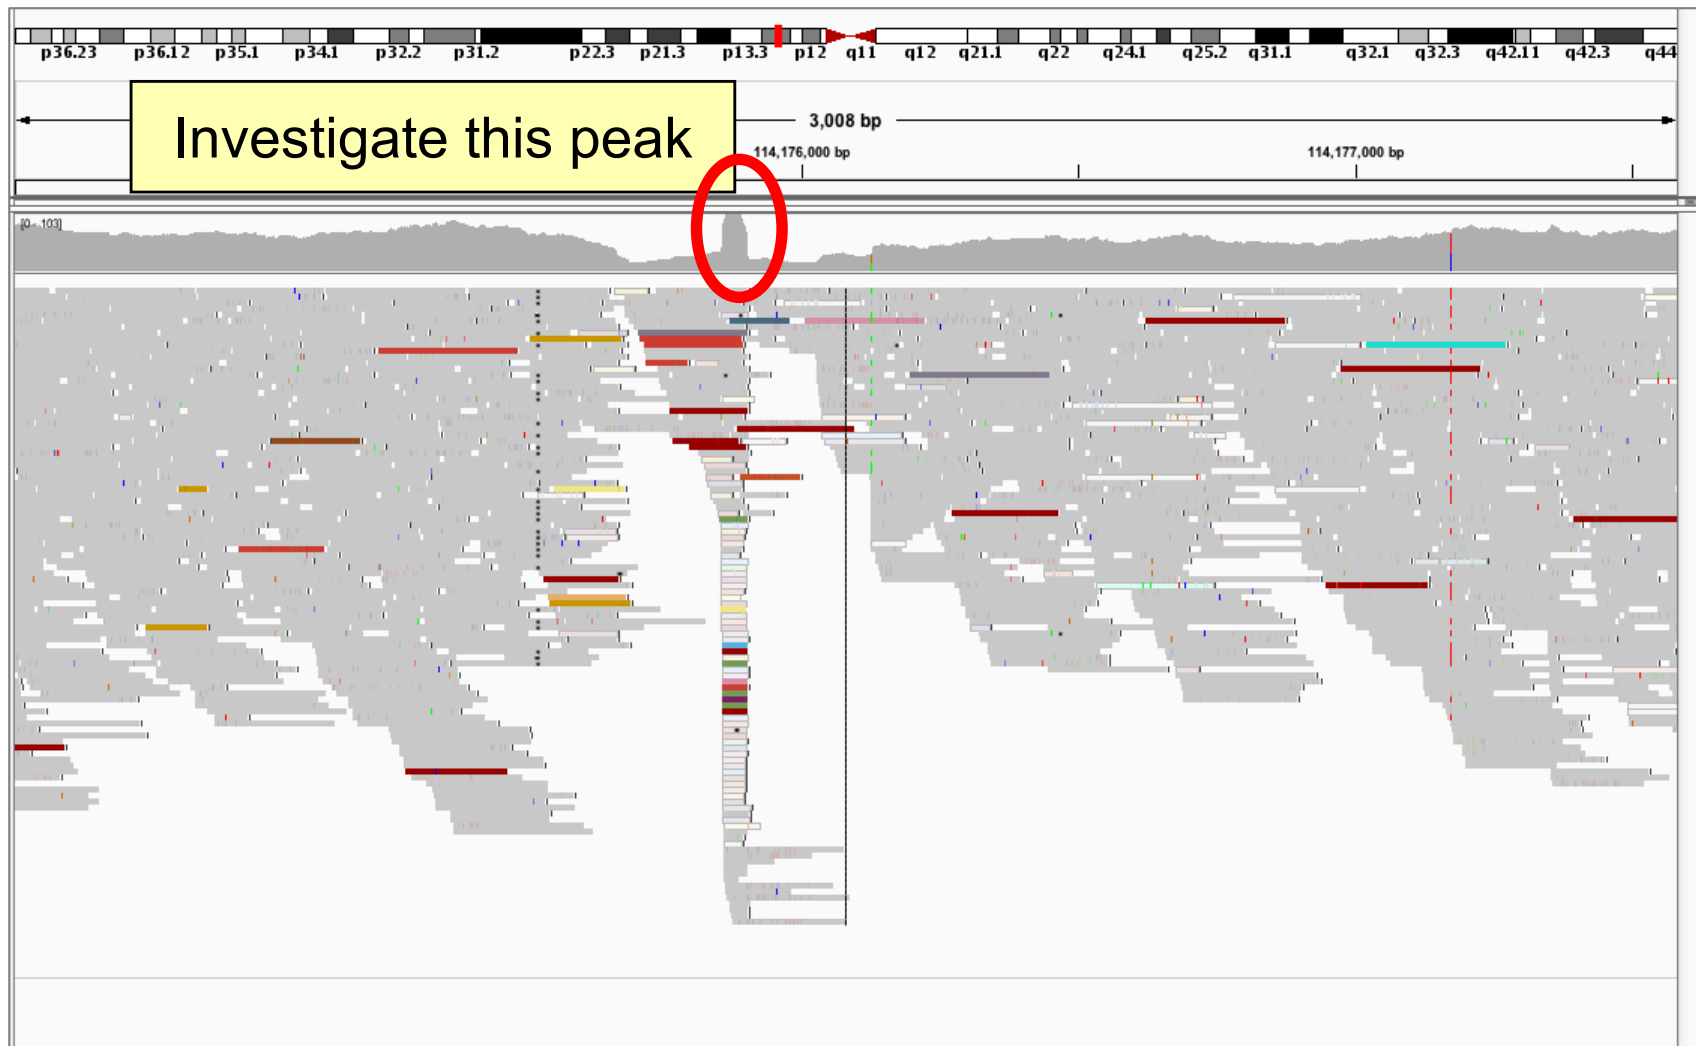 p36.23 p36.12 p35.1 p34.1 p32.2 p31.2 p22.3 p21.3 p13.3 p12 q11 q12 q21.1 q22 q24.1 q25.2 q31.1 q32.1 q32.3 q42.11 q42.3 q44
Investigate this peak
3,008 bp
114,176,000 bp 114,177,000 bp
[0 - 103]